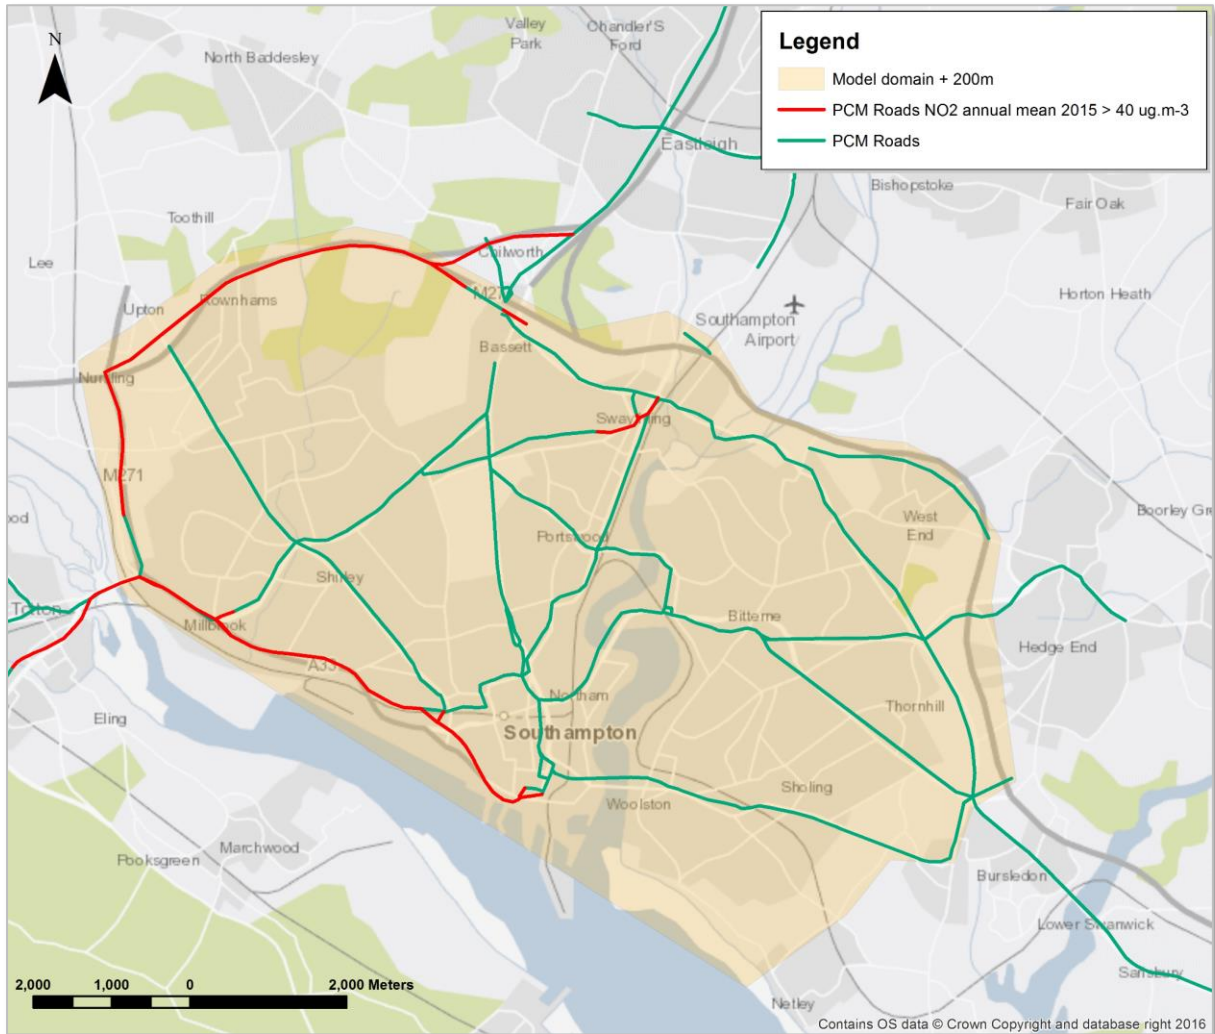 N
Valley
Park
Chandler'S
Ford
North Baddesley
Legend
Model domain + 200m
PCM Roads NO2 annual mean 2015 > 40 ug.m-3
PCM Roads
Eastleigh
Bishopstoke
Fair Oak
Toothill
Lee
Chilworth
Rownhams
Upton
M27
Horton Heath
Southampton
Airport
Bassett
Nursling
Swaythling
M271
ood
West
End
Boorley Gr
Portswood
Shirley
Totton
Millbrook
Bitterne
Hedge End
A33
Eling
Northam
Thornhill
Southampton
Sholing
Woolston
Marchwood
Pooksgreen
Bursledon
Lower Swanwick
Sarisbury
2,000 1,000 0 2,000 Meters
Netley
Contains OS data © Crown Copyright and database right 2016